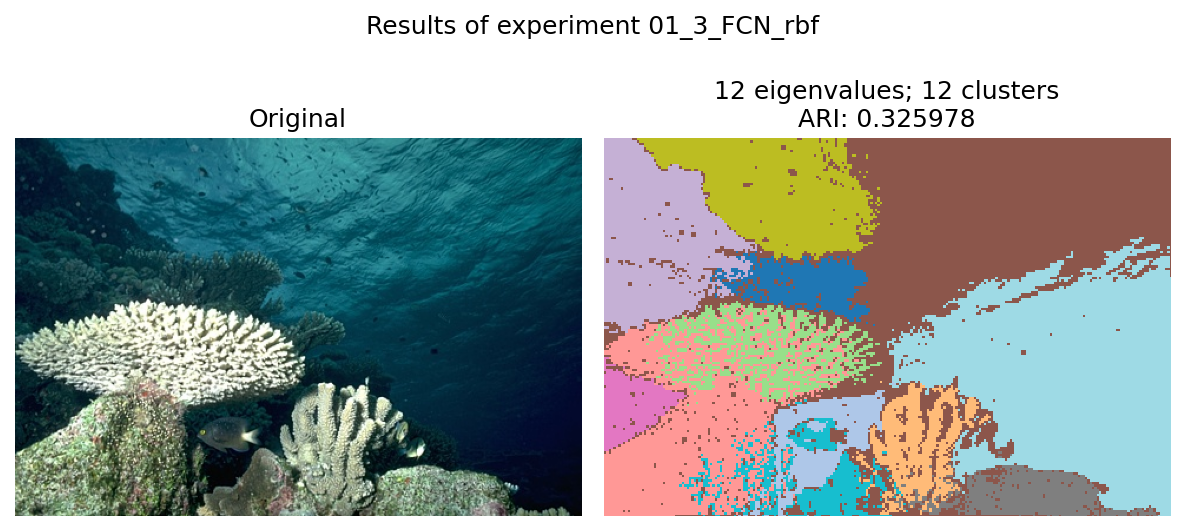 Results of experiment 01_3_FCN_rbf
Original
12 eigenvalues; 12 clusters
ARI: 0.325978